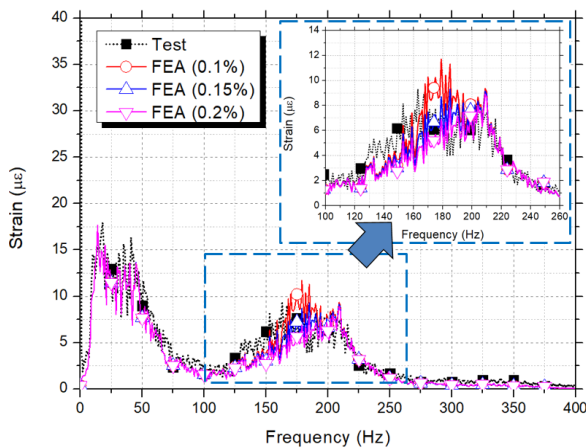 Test
FEA (0.1%)
FEA (0.15%)
FEA (0.2%)
40
35
30
25
20
15
10
5
0
Strain (με)
0 50 100 150 200 250 300 350 400
Frequency (Hz)
14
12
10
8
6
4
2
0
Strain (με)
100 120 140 160 180 200 220 240 260
Frequency (Hz)